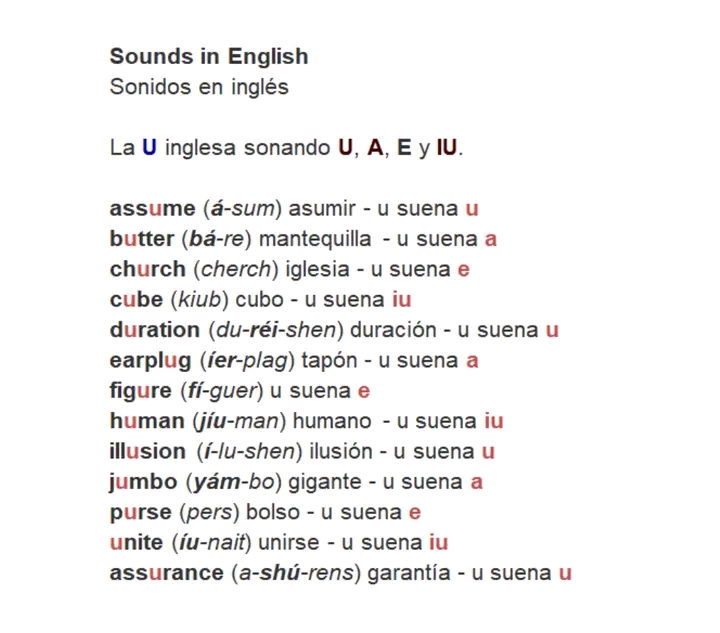 Sounds in English
Sonidos en inglés
La U inglesa sonando U, A, E y IU.
assume (á-sum) asumir - u suena u
butter (bá-re) mantequilla - u suena a
church (cherch) iglesia - u suena e
cube (kiub) cubo - u suena iu
duration (du-réi-shen) duración - u suena u
earplug (íer-plag) tapón - u suena a
figure (fí-guer) u suena e
human (jíu-man) humano - u suena iu
illusion (í-lu-shen) ilusión - u suena u
jumbo (yám-bo) gigante - u suena a
purse (pers) bolso - u suena e
unite (íu-nait) unirse - u suena iu
assurance (a-shú-rens) garantía - u suena u